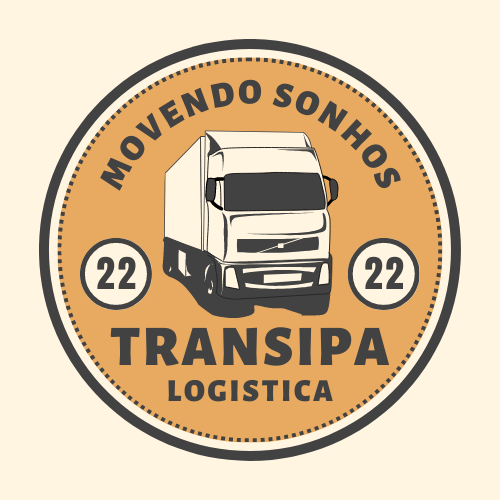 MOVENDO SONHOS
22
22
TRANSIPA
LOGISTICA